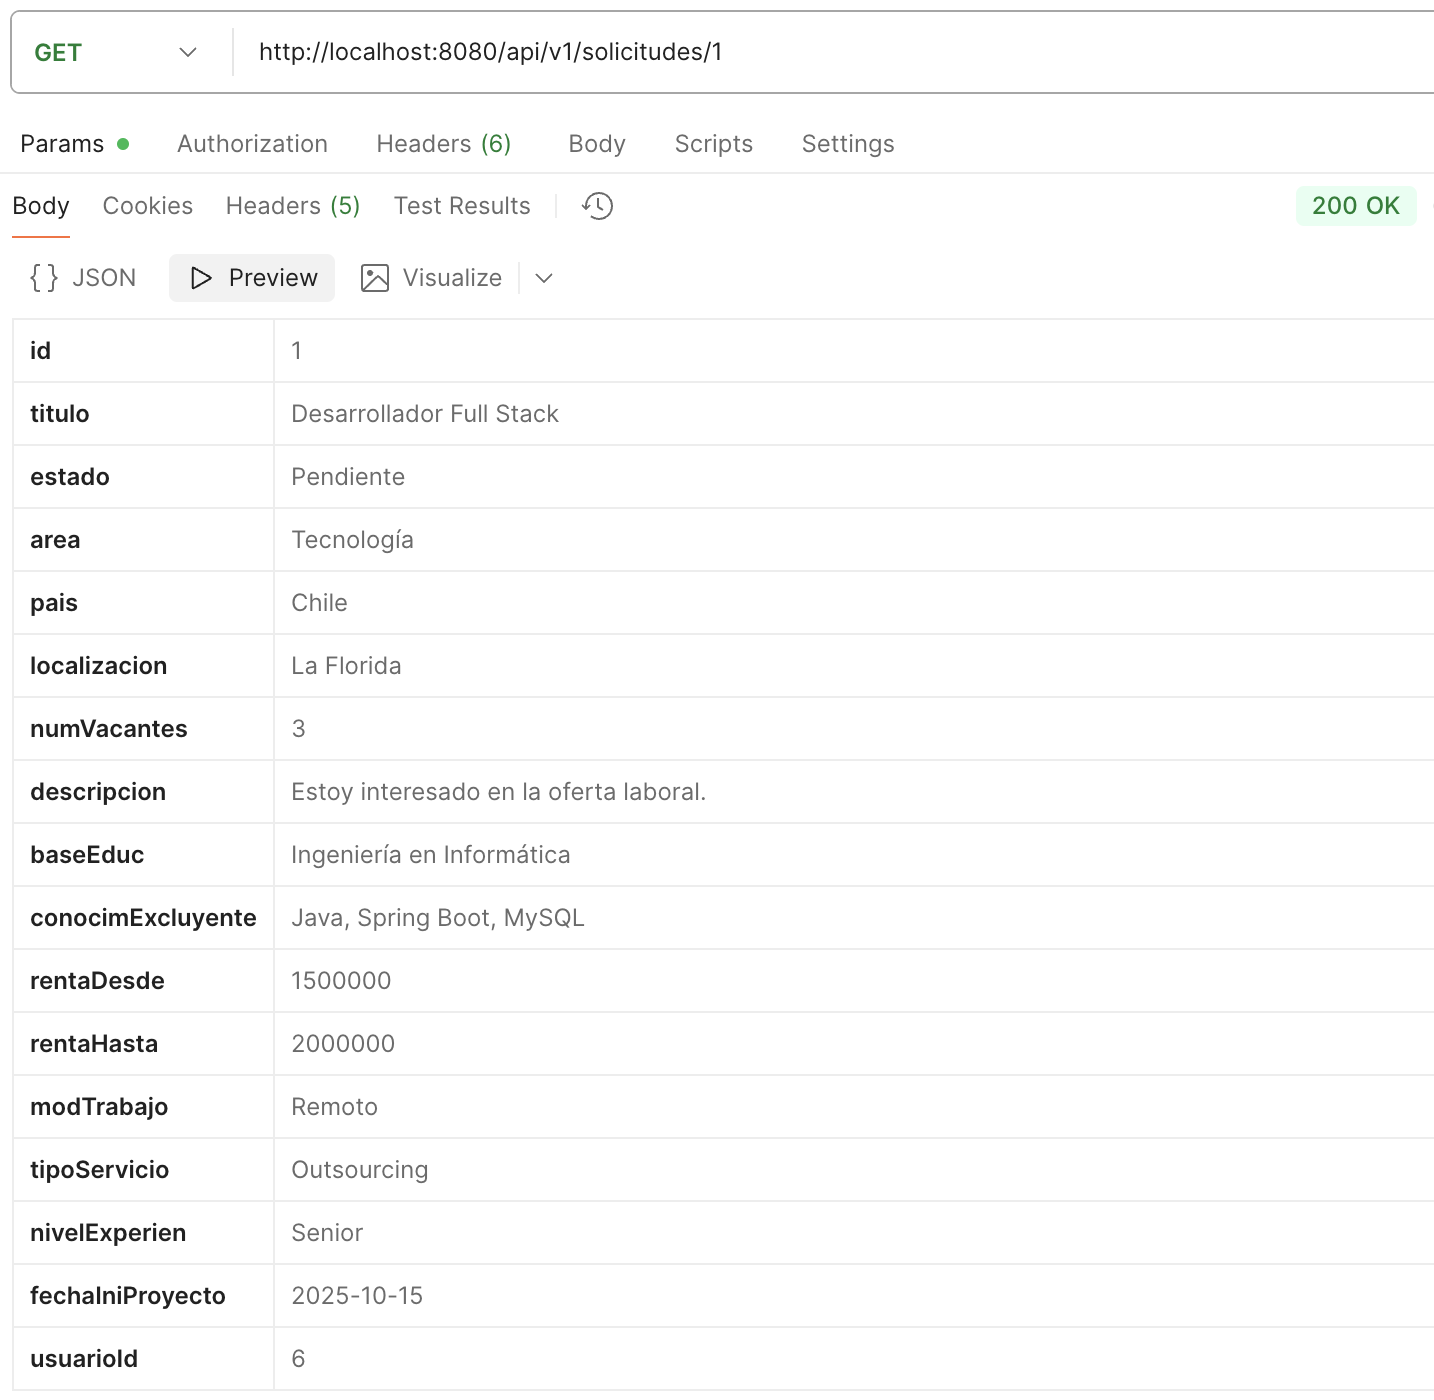 GET http://localhost:8080/api/v1/solicitudes/1
Params Authorization Headers (6) Body Scripts Settings
Body Cookies Headers (5) Test Results 200 OK
{} JSON Preview Visualize
id 1
titulo Desarrollador Full Stack
estado Pendiente
area Tecnología
pais Chile
localizacion La Florida
numVacantes 3
descripcion Estoy interesado en la oferta laboral.
baseEduc Ingeniería en Informática
conocimExcluyente Java, Spring Boot, MySQL
rentaDesde 1500000
rentaHasta 2000000
modTrabajo Remoto
tipoServicio Outsourcing
nivelExperien Senior
fechaIniProyecto 2025-10-15
usuarioId 6